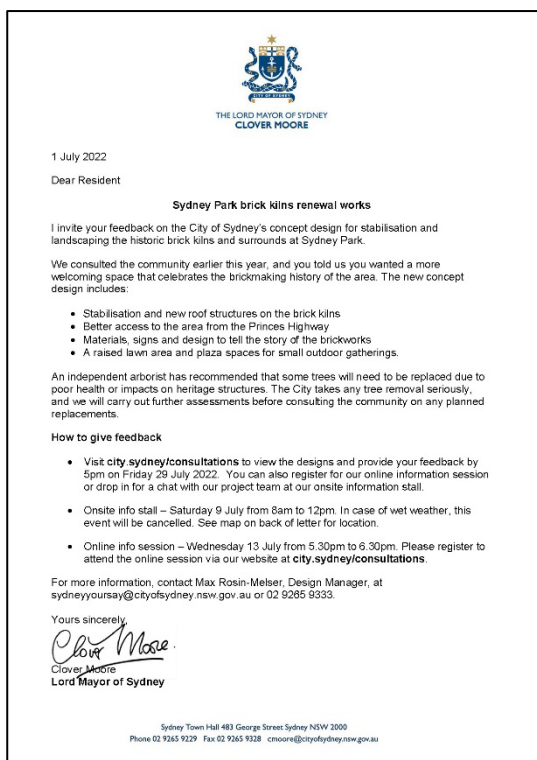 CITY OF SYDNEY
THE LORD MAYOR OF SYDNEY
CLOVER MOORE
1 July 2022
Dear Resident
Sydney Park brick kilns renewal works
I invite your feedback on the City of Sydney's concept design for stabilisation and
landscaping the historic brick kilns and surrounds at Sydney Park.
We consulted the community earlier this year, and you told us you wanted a more
welcoming space that celebrates the brickmaking history of the area. The new concept
design includes:
• Stabilisation and new roof structures on the brick kilns
• Better access to the area from the Princes Highway
• Materials, signs and design to tell the story of the brickworks
• A raised lawn area and plaza spaces for small outdoor gatherings.
An independent arborist has recommended that some trees will need to be replaced due to
poor health or impacts on heritage structures. The City takes any tree removal seriously,
and we will carry out further assessments before consulting the community on any planned
replacements.
How to give feedback
• Visit city.sydney/consultations to view the designs and provide your feedback by
5pm on Friday 29 July 2022. You can also register for our online information session
or drop in for a chat with our project team at our onsite information stall.
• Onsite info stall – Saturday 9 July from 8am to 12pm. In case of wet weather, this
event will be cancelled. See map on back of letter for location.
• Online info session – Wednesday 13 July from 5.30pm to 6.30pm. Please register to
attend the online session via our website at city.sydney/consultations.
For more information, contact Max Rosin-Melser, Design Manager, at
sydneyyoursay@cityofsydney.nsw.gov.au or 02 9265 9333.
Yours sincerely,
Clover Moore.
Clover Moore
Lord Mayor of Sydney
Sydney Town Hall 483 George Street Sydney NSW 2000
Phone 02 9265 9229 Fax 02 9265 9328 cmoore@cityofsydney.nsw.gov.au